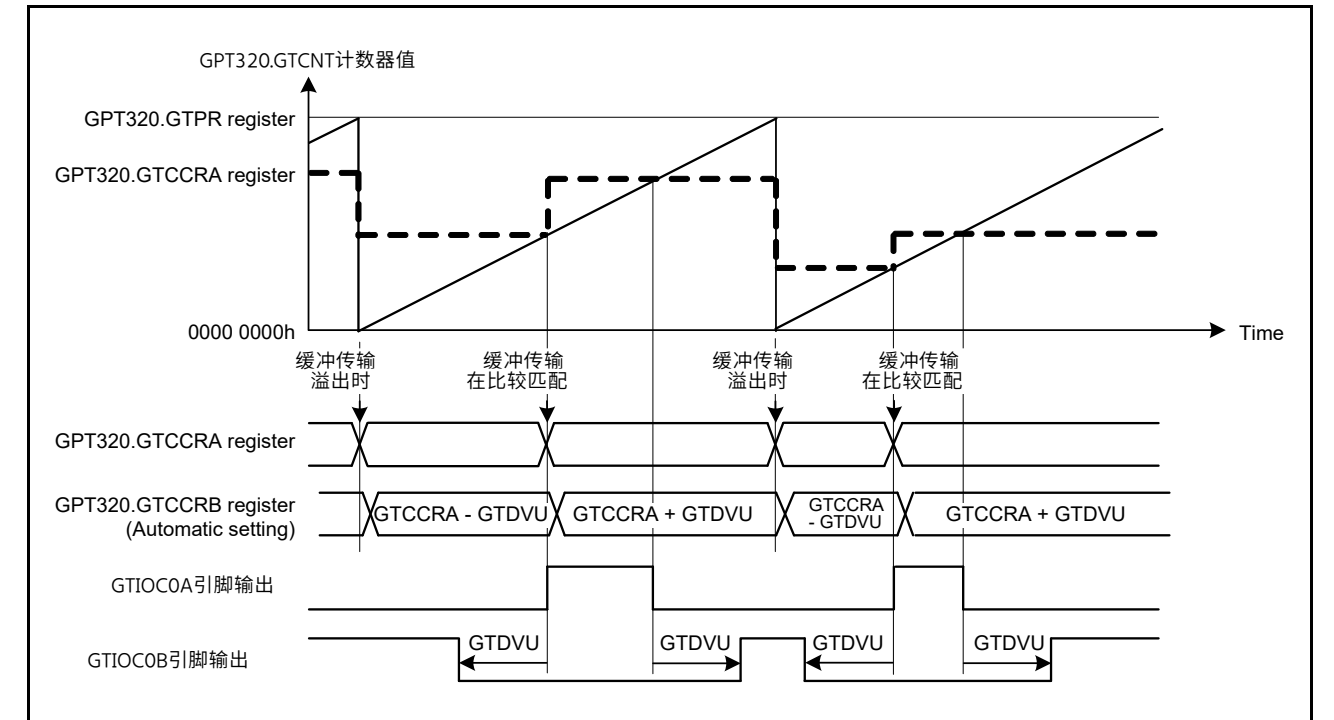 GPT320.GTCNT计数器值
GPT320.GTPR register
GPT320.GTCCRA register
0000 0000h
Time
缓冲传输
溢出时
缓冲传输
在比较匹配
缓冲传输
溢出时
缓冲传输
在比较匹配
GPT320.GTCCRA register
GPT320.GTCCRB register
(Automatic setting)
GTCCRA - GTDVU
GTCCRA + GTDVU
GTCCRA
- GTDVU
GTCCRA + GTDVU
GTIOC0A引脚输出
GTIOC0B引脚输出
GTDVU
GTDVU
GTDVU
GTDVU